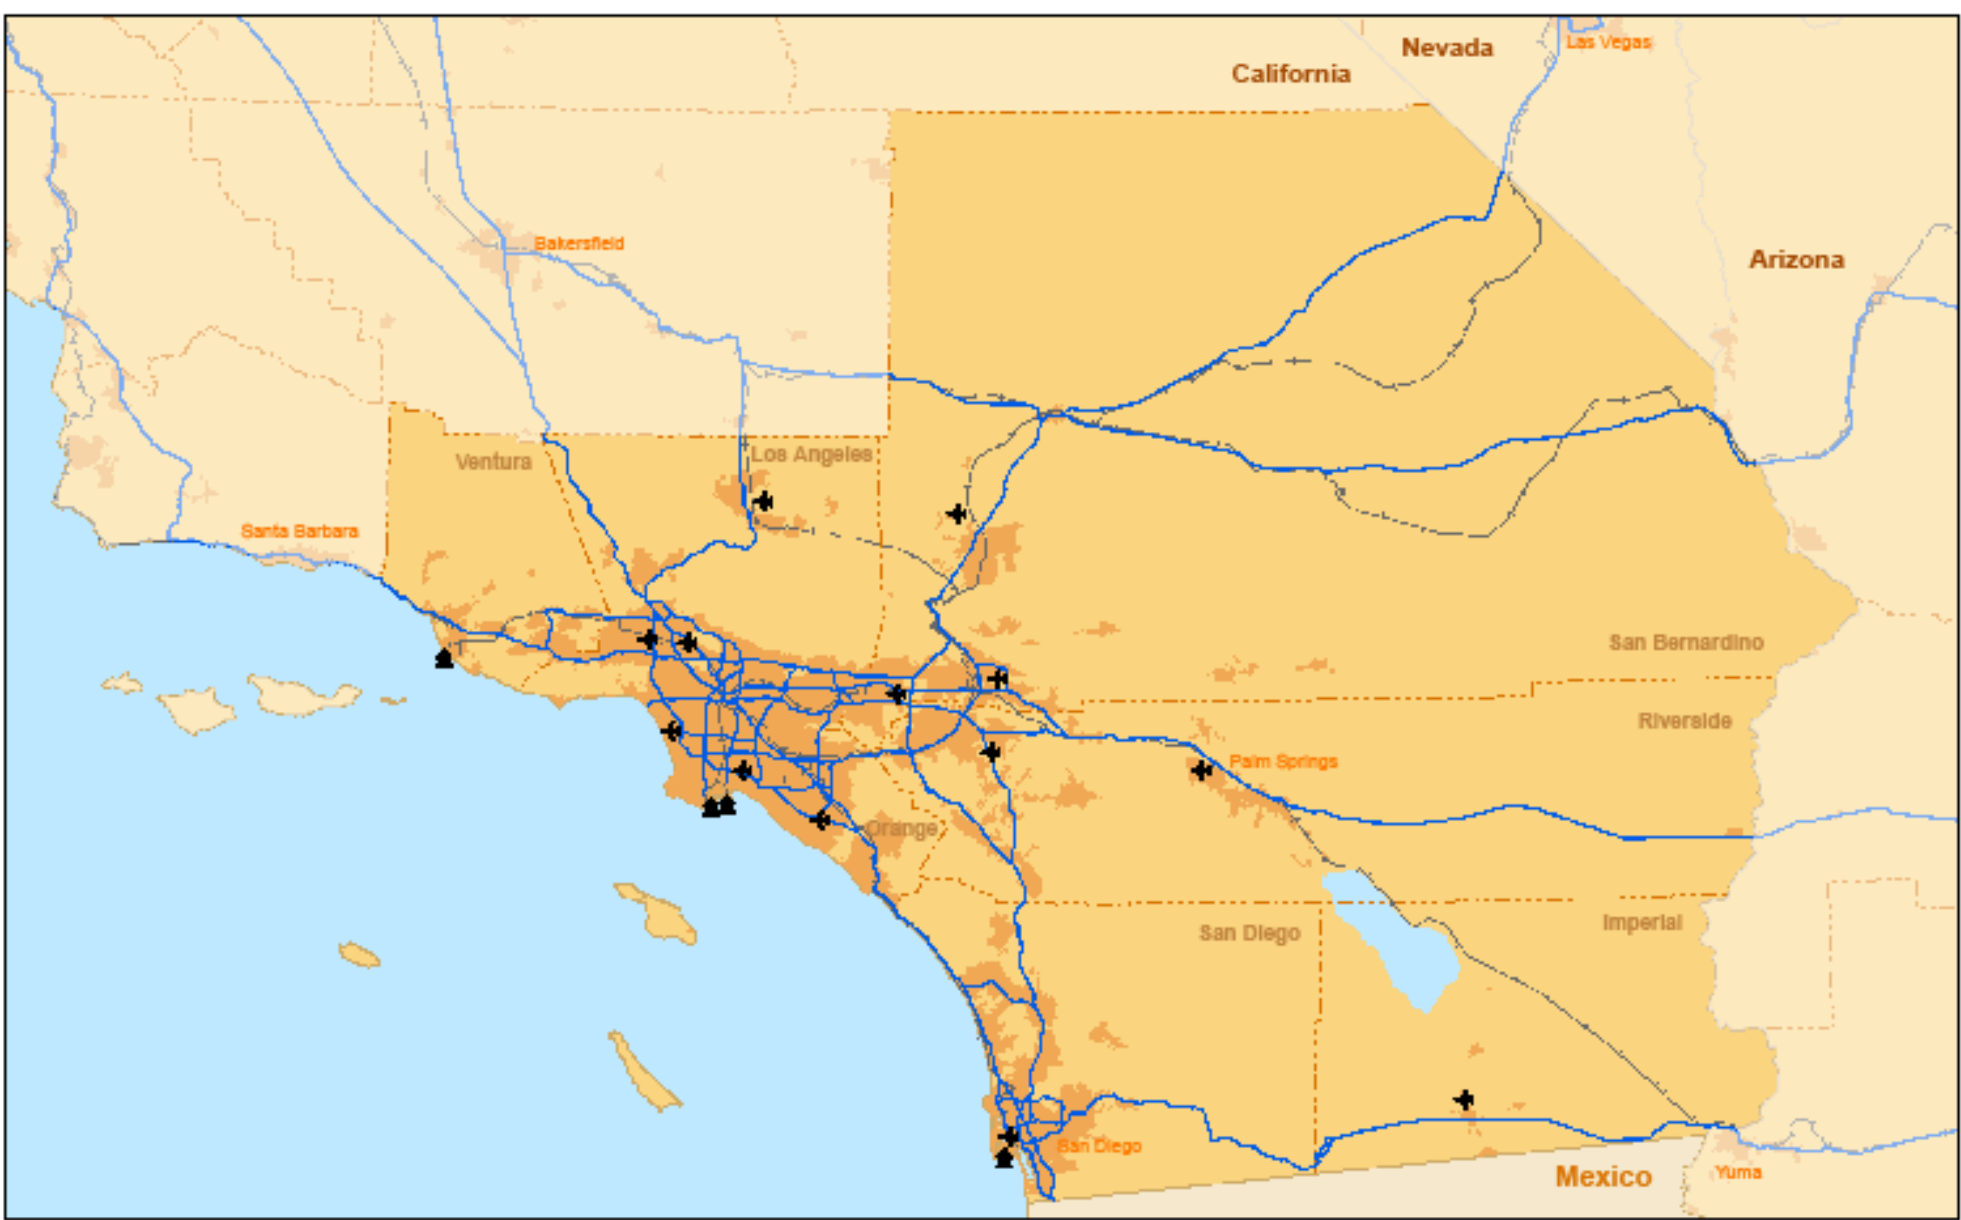 Las Vegas
Nevada
California
Bakersfield
Arizona
Ventura
Los Angeles
Santa Barbara
San Bernardino
Riverside
Palm Springs
Orange
Imperial
San Diego
San Diego
Yuma
Mexico